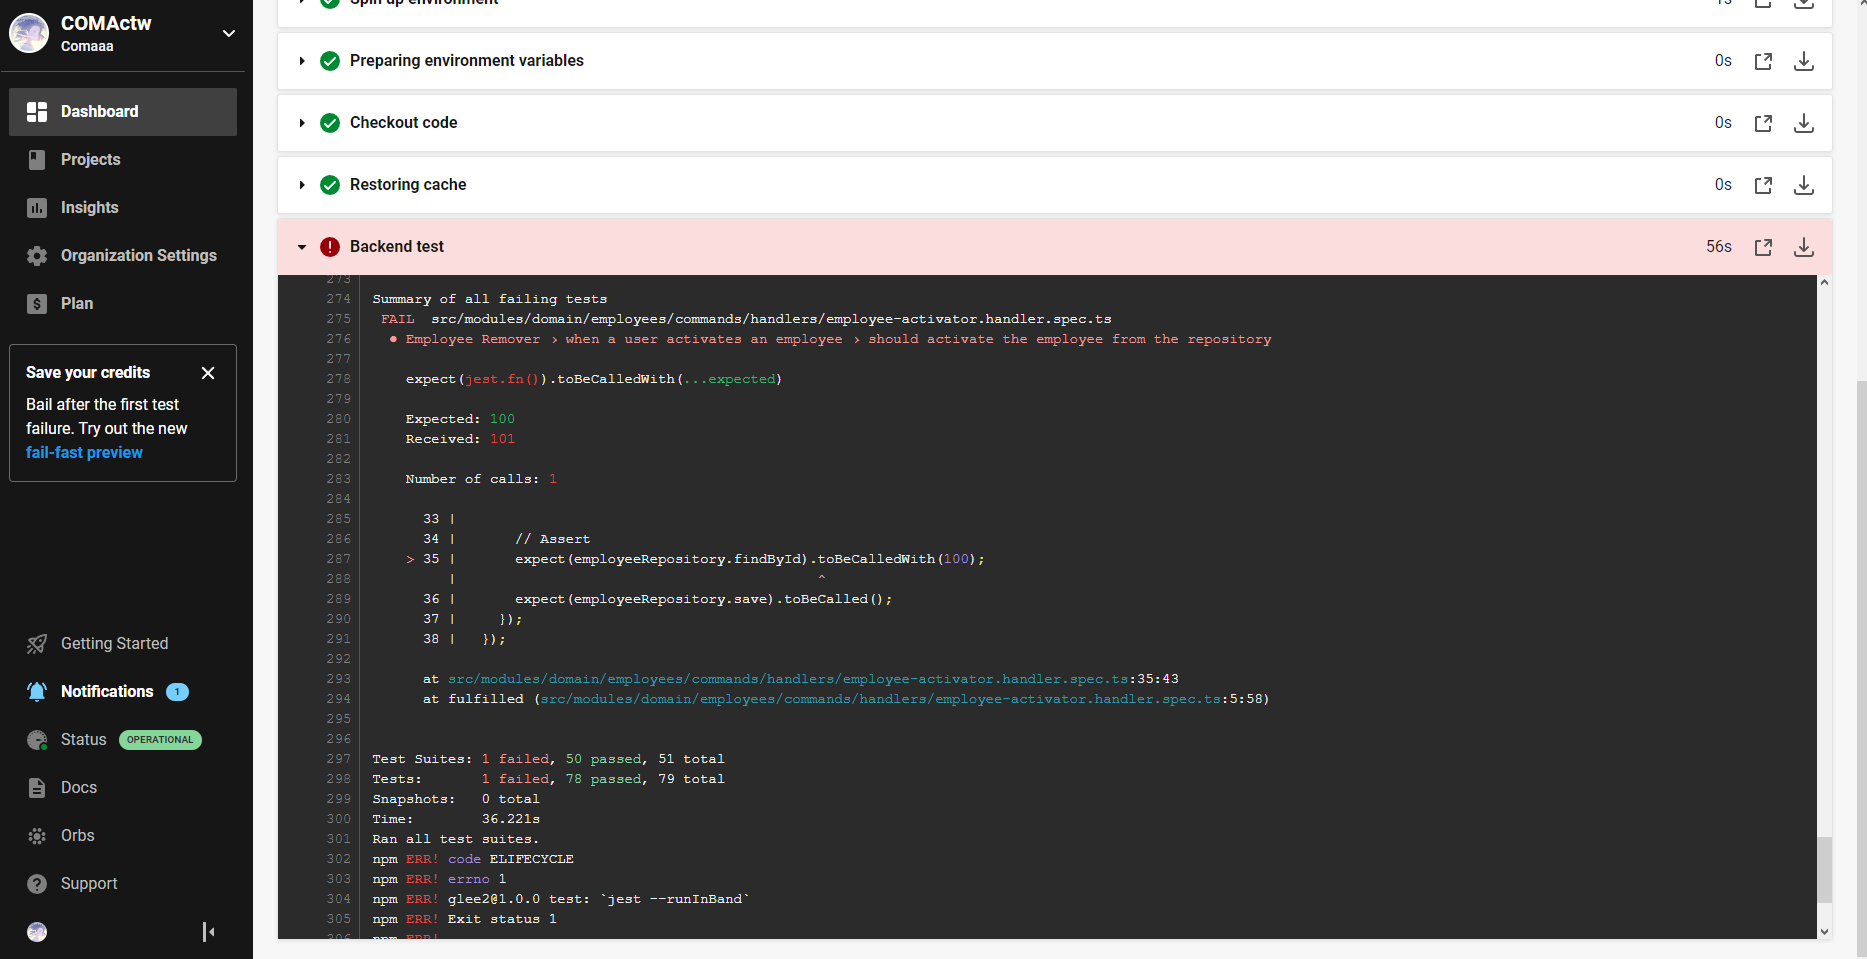 COMActw
Comaaa
Dashboard
Projects
Insights
Organization Settings
Plan
Save your credits
Bail after the first test
failure. Try out the new
fail-fast preview
Getting Started
Notifications 1
Status OPERATIONAL
Docs
Orbs
Support
Spin up environment 1s
Preparing environment variables 0s
Checkout code 0s
Restoring cache 0s
Backend test 56s
273
274 Summary of all failing tests
275 FAIL src/modules/domain/employees/commands/handlers/employee-activator.handler.spec.ts
276 ● Employee Remover › when a user activates an employee › should activate the employee from the repository
277
278 expect(jest.fn()).toBeCalledWith(...expected)
279
280 Expected: 100
281 Received: 101
282
283 Number of calls: 1
284
285 33 |
286 34 | // Assert
287 > 35 | expect(employeeRepository.findById).toBeCalledWith(100);
288 | ^
289 36 | expect(employeeRepository.save).toBeCalled();
290 37 | });
291 38 | });
292
293 at src/modules/domain/employees/commands/handlers/employee-activator.handler.spec.ts:35:43
294 at fulfilled (src/modules/domain/employees/commands/handlers/employee-activator.handler.spec.ts:5:58)
295
296
297 Test Suites: 1 failed, 50 passed, 51 total
298 Tests: 1 failed, 78 passed, 79 total
299 Snapshots: 0 total
300 Time: 36.221s
301 Ran all test suites.
302 npm ERR! code ELIFECYCLE
303 npm ERR! errno 1
304 npm ERR! glee2@1.0.0 test: `jest --runInBand`
305 npm ERR! Exit status 1
306 npm ERR!